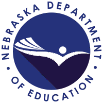 NEBRASKA DEPARTMENT
OF EDUCATION